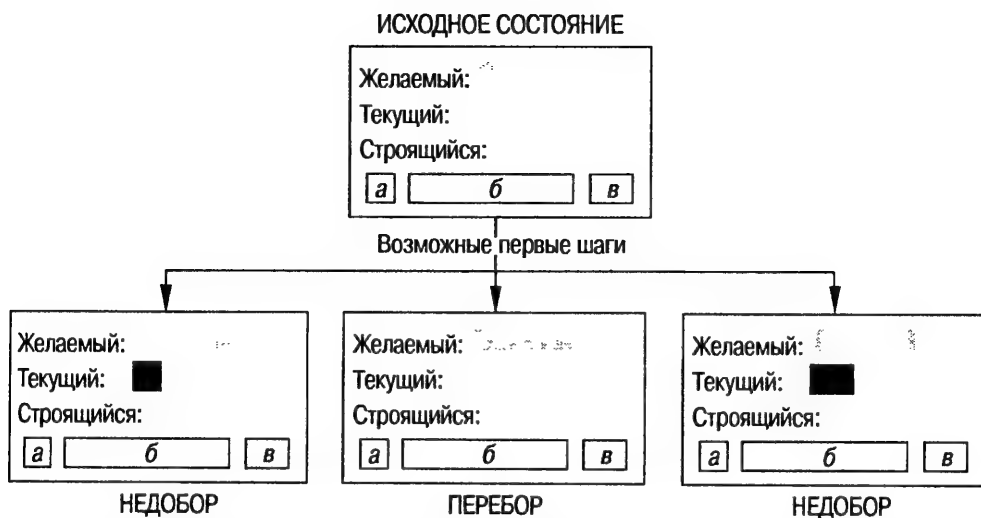 ИСХОДНОЕ СОСТОЯНИЕ
Желаемый:
Текущий:
Строящийся:
а б в
Возможные первые шаги
Желаемый:
Текущий:
Строящийся:
а б в
НЕДОБОР
Желаемый:
Текущий:
Строящийся:
а б в
ПЕРЕБОР
Желаемый:
Текущий:
Строящийся:
а б в
НЕДОБОР